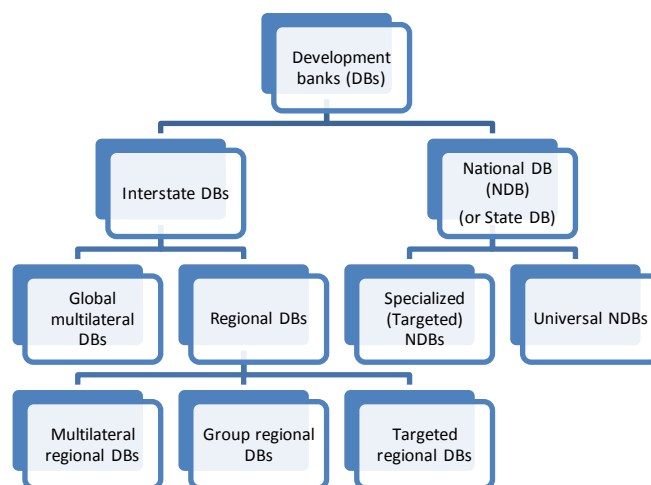 Development
banks (DBs)
Interstate DBs
National DB
(NDB)
(or State DB)
Global
multilateral
DBs
Regional DBs
Specialized
(Targeted)
NDBs
Universal NDBs
Multilateral
regional DBs
Group regional
DBs
Targeted
regional DBs